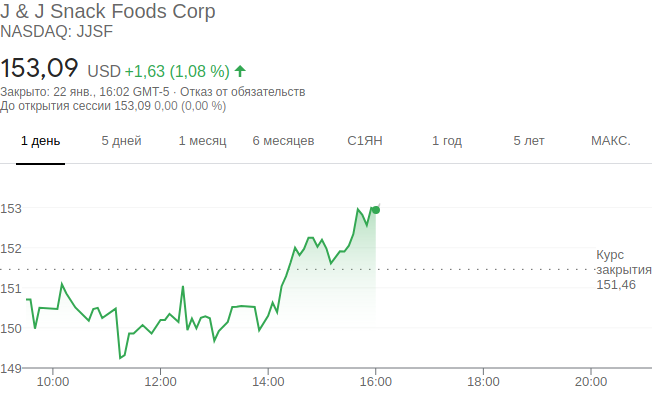 J & J Snack Foods Corp
NASDAQ: JJSF
153,09 USD +1,63 (1,08 %)
Закрыто: 22 янв., 16:02 GMT-5 · Отказ от обязательств
До открытия сессии 153,09 0,00 (0,00 %)
1 день 5 дней 1 месяц 6 месяцев С1ЯН 1 год 5 лет МАКС.
153
152
151
150
149
Курс
закрытия
151,46
10:00 12:00 14:00 16:00 18:00 20:00